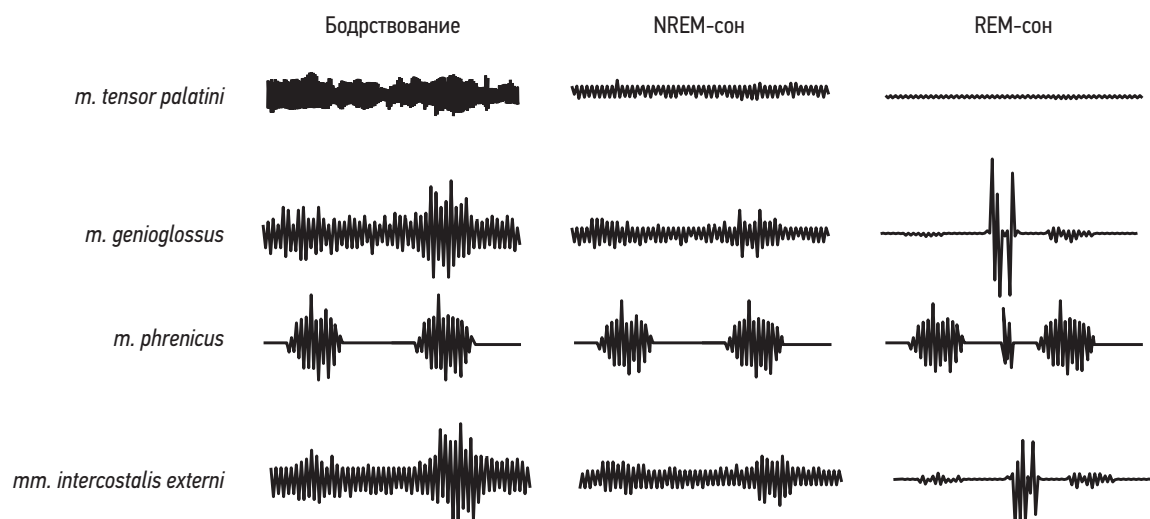 Бодрствование NREM-сон REM-сон
m. tensor palatini
m. genioglossus
m. phrenicus
mm. intercostalis externi